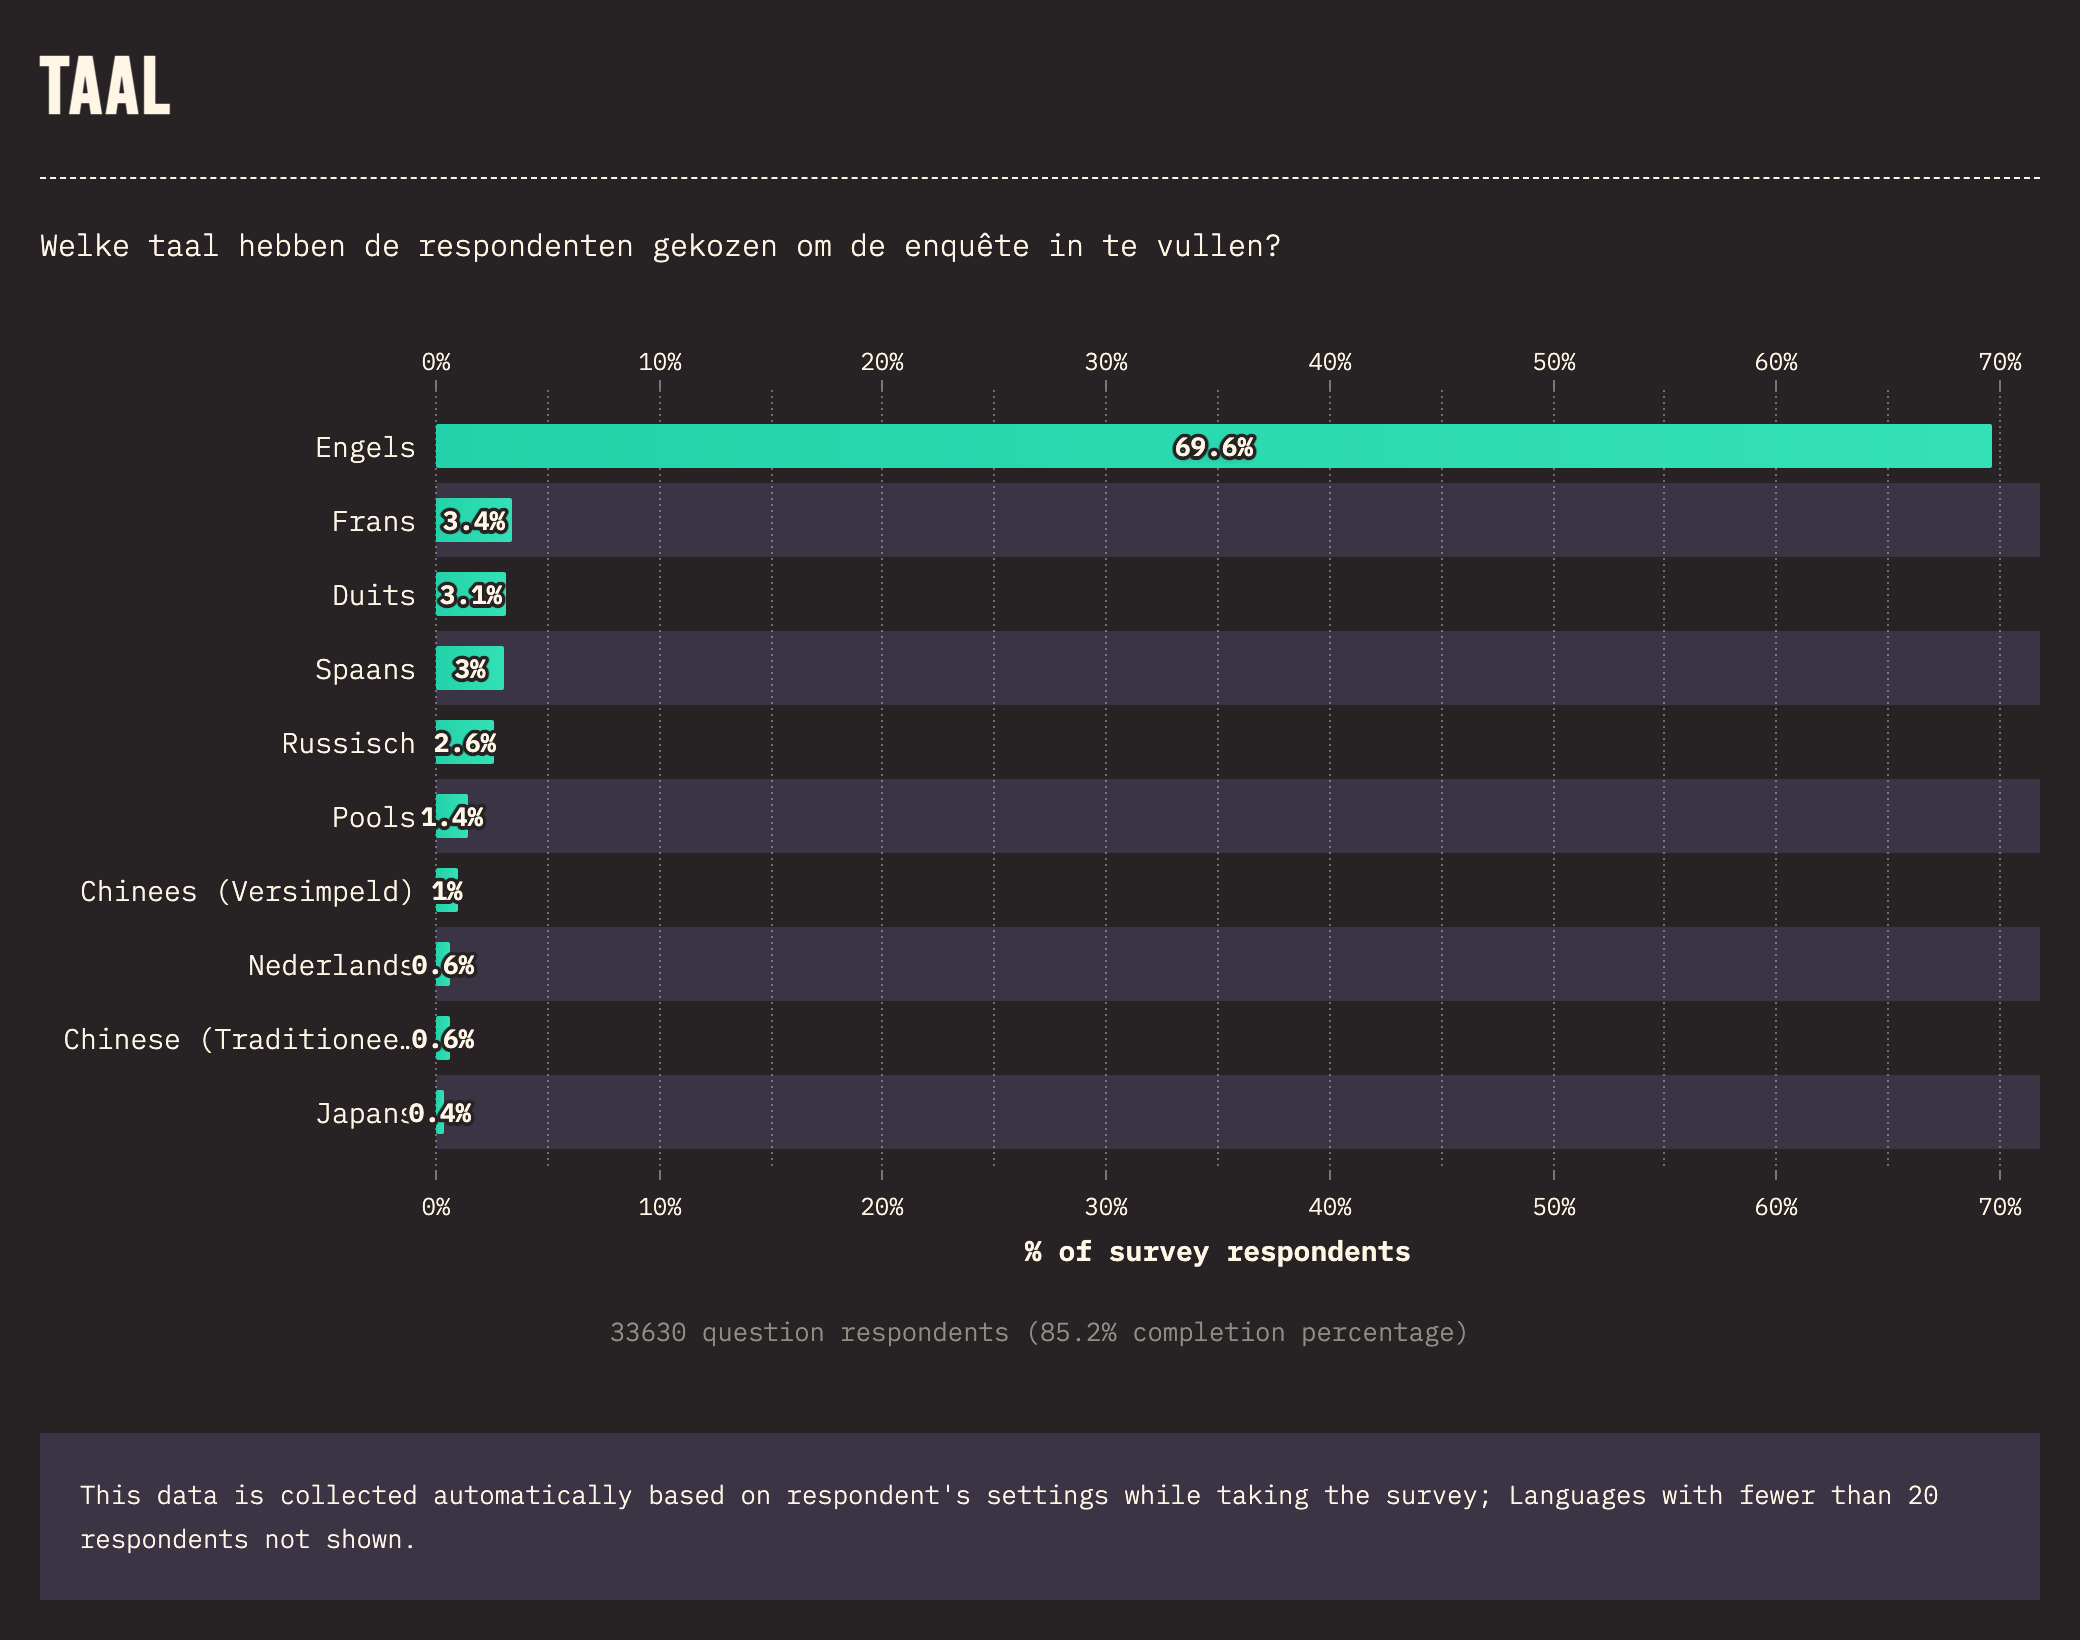 TAAL
Welke taal hebben de respondenten gekozen om de enquête in te vullen?
0% 10% 20% 30% 40% 50% 60% 70%
Engels 69.6%
Frans 3.4%
Duits 3.1%
Spaans 3%
Russisch 2.6%
Pools 1.4%
Chinees (Versimpeld) 1%
Nederlands 0.6%
Chinese (Traditionee… 0.6%
Japans 0.4%
0% 10% 20% 30% 40% 50% 60% 70%
% of survey respondents
33630 question respondents (85.2% completion percentage)
This data is collected automatically based on respondent's settings while taking the survey; Languages with fewer than 20
respondents not shown.